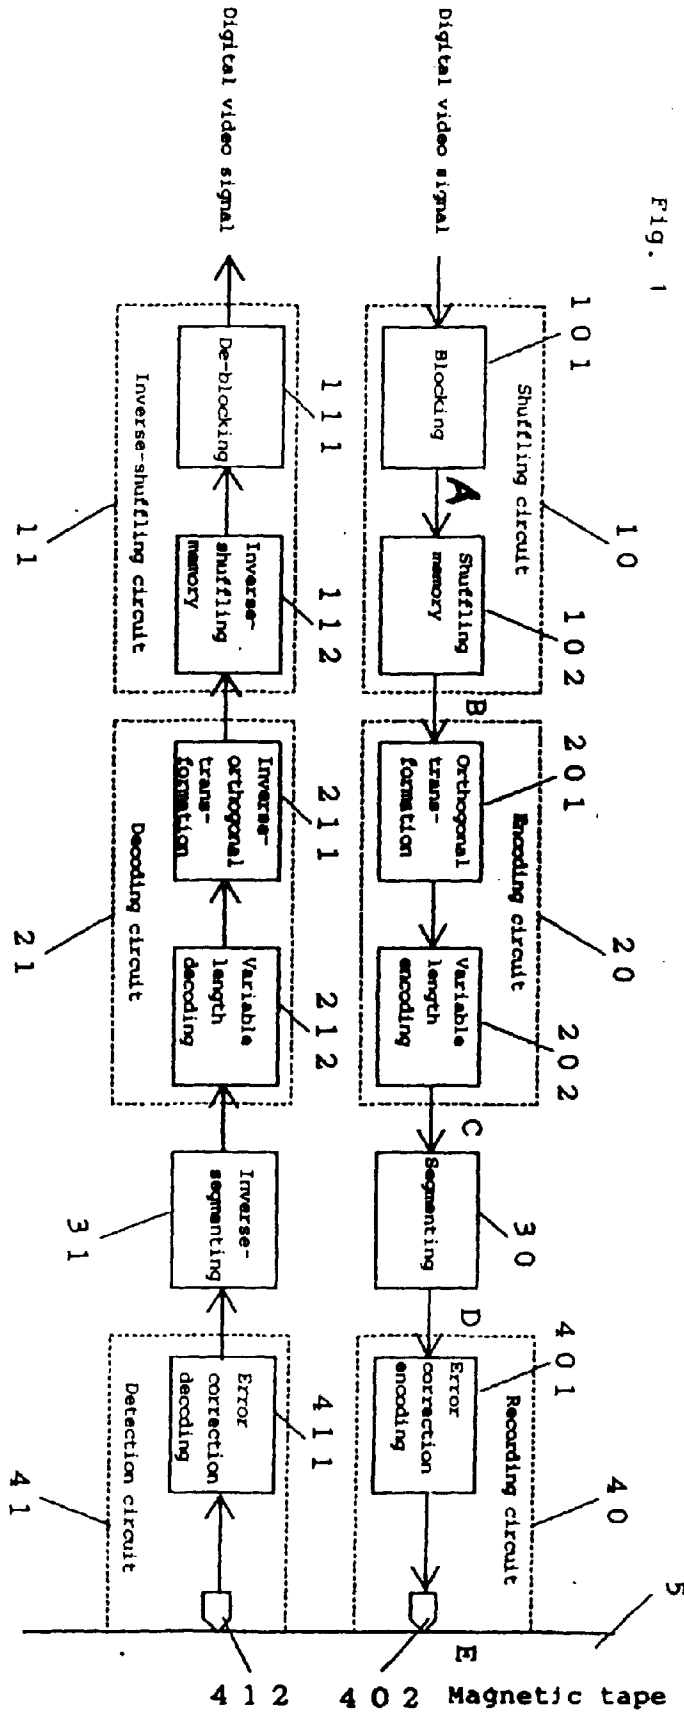 Fig. 1
Digital video signal
101
Blocking
A
Shuffling circuit
10
102
Shuffling
memory
B
201
Orthogonal
trans-
formation
Encoding circuit
20
202
Variable
length
encoding
C
30
Segmenting
D
401
Error
correction
encoding
Recording circuit
40
402
E
5
Magnetic tape
Digital video signal
111
De-blocking
Inverse-shuffling circuit
11
112
Inverse-
shuffling
memory
211
Inverse-
orthogonal
trans-
formation
Decoding circuit
21
212
Variable
length
decoding
31
Inverse-
segmenting
411
Error
correction
decoding
Detection circuit
41
412